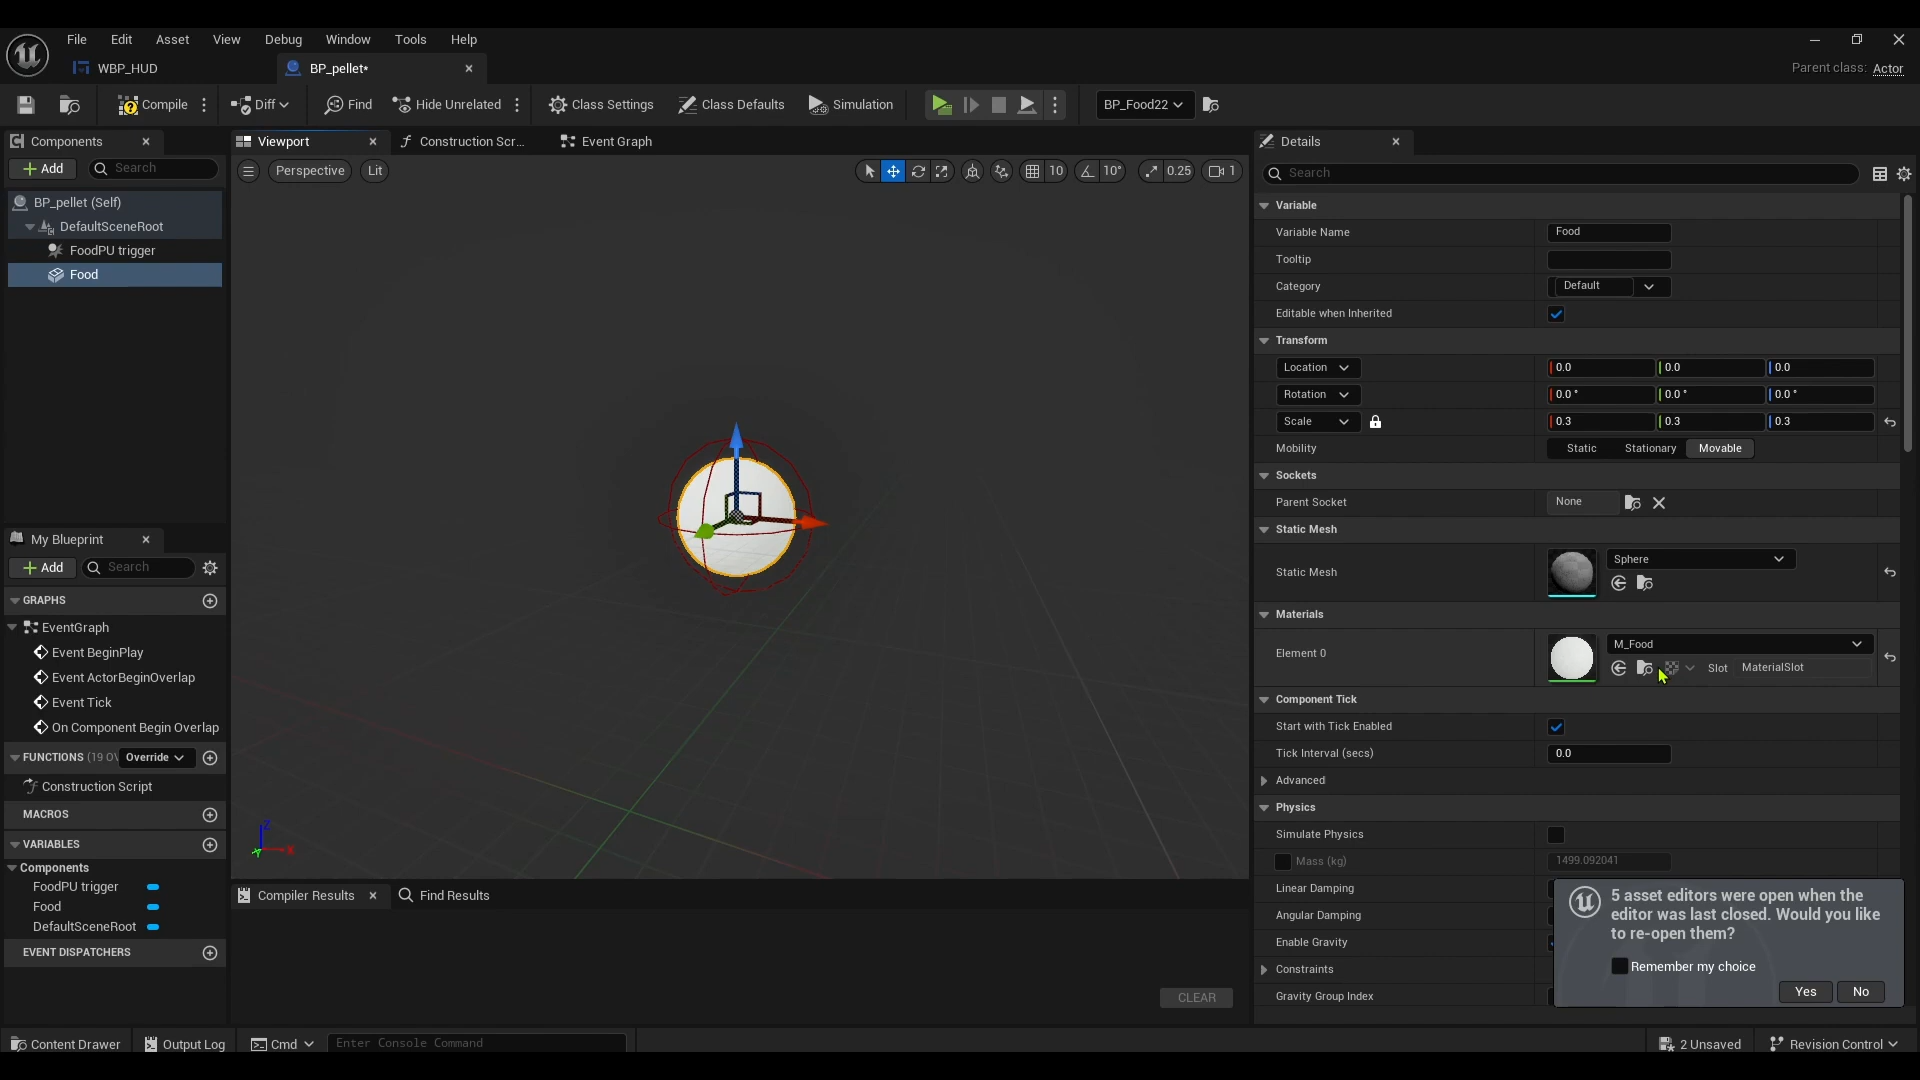 File Edit Asset View Debug Window Tools Help
WBP_HUD
BP_pellet*
Parent class: Actor
Compile
Diff
Find
Hide Unrelated
Class Settings
Class Defaults
Simulation
BP_Food22
Components
Add
Search
BP_pellet (Self)
DefaultSceneRoot
FoodPU trigger
Food
My Blueprint
Add
Search
GRAPHS
EventGraph
Event BeginPlay
Event ActorBeginOverlap
Event Tick
On Component Begin Overlap
FUNCTIONS (19 OV
Override
Construction Script
MACROS
VARIABLES
Components
FoodPU trigger
Food
DefaultSceneRoot
EVENT DISPATCHERS
Viewport
Construction Scr...
Event Graph
Perspective
Lit
10
10°
0.25
1
Z
X
Y
Compiler Results
Find Results
CLEAR
Details
Search
Variable
Variable Name Food
Tooltip
Category Default
Editable when Inherited
Transform
Location 0.0 0.0 0.0
Rotation 0.0 ° 0.0 ° 0.0 °
Scale 0.3 0.3 0.3
Mobility Static Stationary Movable
Sockets
Parent Socket None
Static Mesh
Static Mesh Sphere
Materials
Element 0 M_Food
Slot MaterialSlot
Component Tick
Start with Tick Enabled
Tick Interval (secs) 0.0
Advanced
Physics
Simulate Physics
Mass (kg) 1499.092041
Linear Damping
Angular Damping
Enable Gravity
Constraints
Gravity Group Index
5 asset editors were open when the
editor was last closed. Would you like
to re-open them?
Remember my choice
Yes No
Content Drawer
Output Log
Cmd
Enter Console Command
2 Unsaved
Revision Control